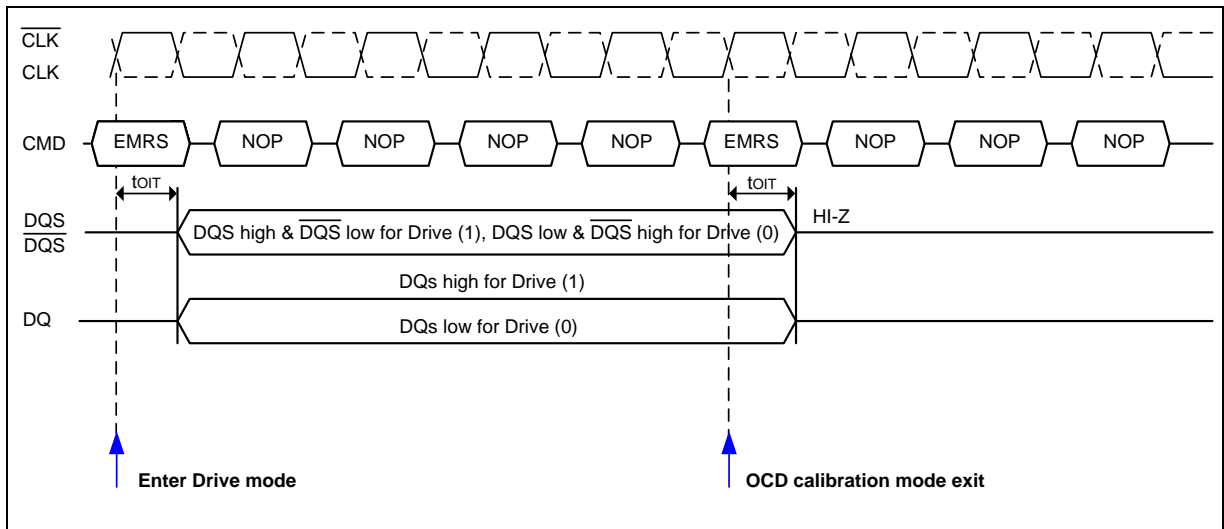 CLK
CLK
CMD EMRS NOP NOP NOP NOP EMRS NOP NOP NOP
tOIT tOIT
DQS
DQS
DQS high & DQS low for Drive (1), DQS low & DQS high for Drive (0)
HI-Z
DQs high for Drive (1)
DQ
DQs low for Drive (0)
Enter Drive mode OCD calibration mode exit